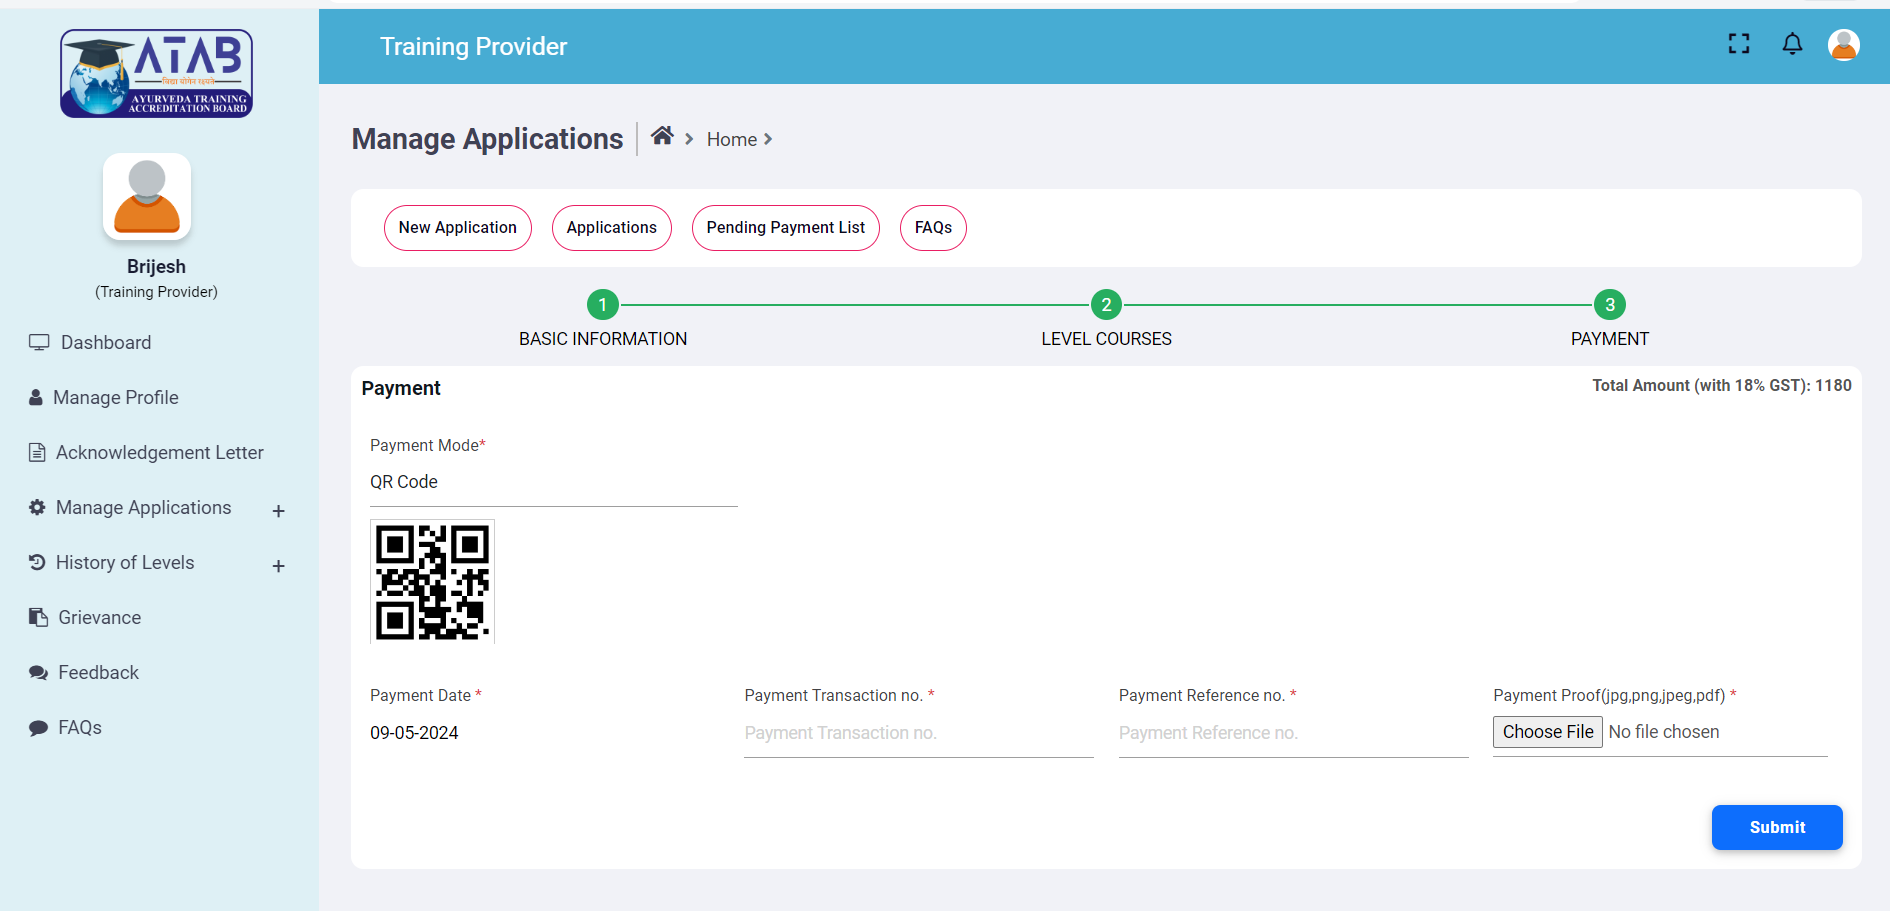 ATAB
विद्या योगेन रक्ष्यते
AYURVEDA TRAINING
ACCREDITATION BOARD
Brijesh
(Training Provider)
Dashboard
Manage Profile
Acknowledgement Letter
Manage Applications +
History of Levels +
Grievance
Feedback
FAQs
Training Provider
Manage Applications
Home
New Application
Applications
Pending Payment List
FAQs
1
2
3
BASIC INFORMATION
LEVEL COURSES
PAYMENT
Payment
Total Amount (with 18% GST): 1180
Payment Mode*
QR Code
Payment Date *
Payment Transaction no. *
Payment Reference no. *
Payment Proof(jpg,png,jpeg,pdf) *
09-05-2024
Payment Transaction no.
Payment Reference no.
Choose File No file chosen
Submit